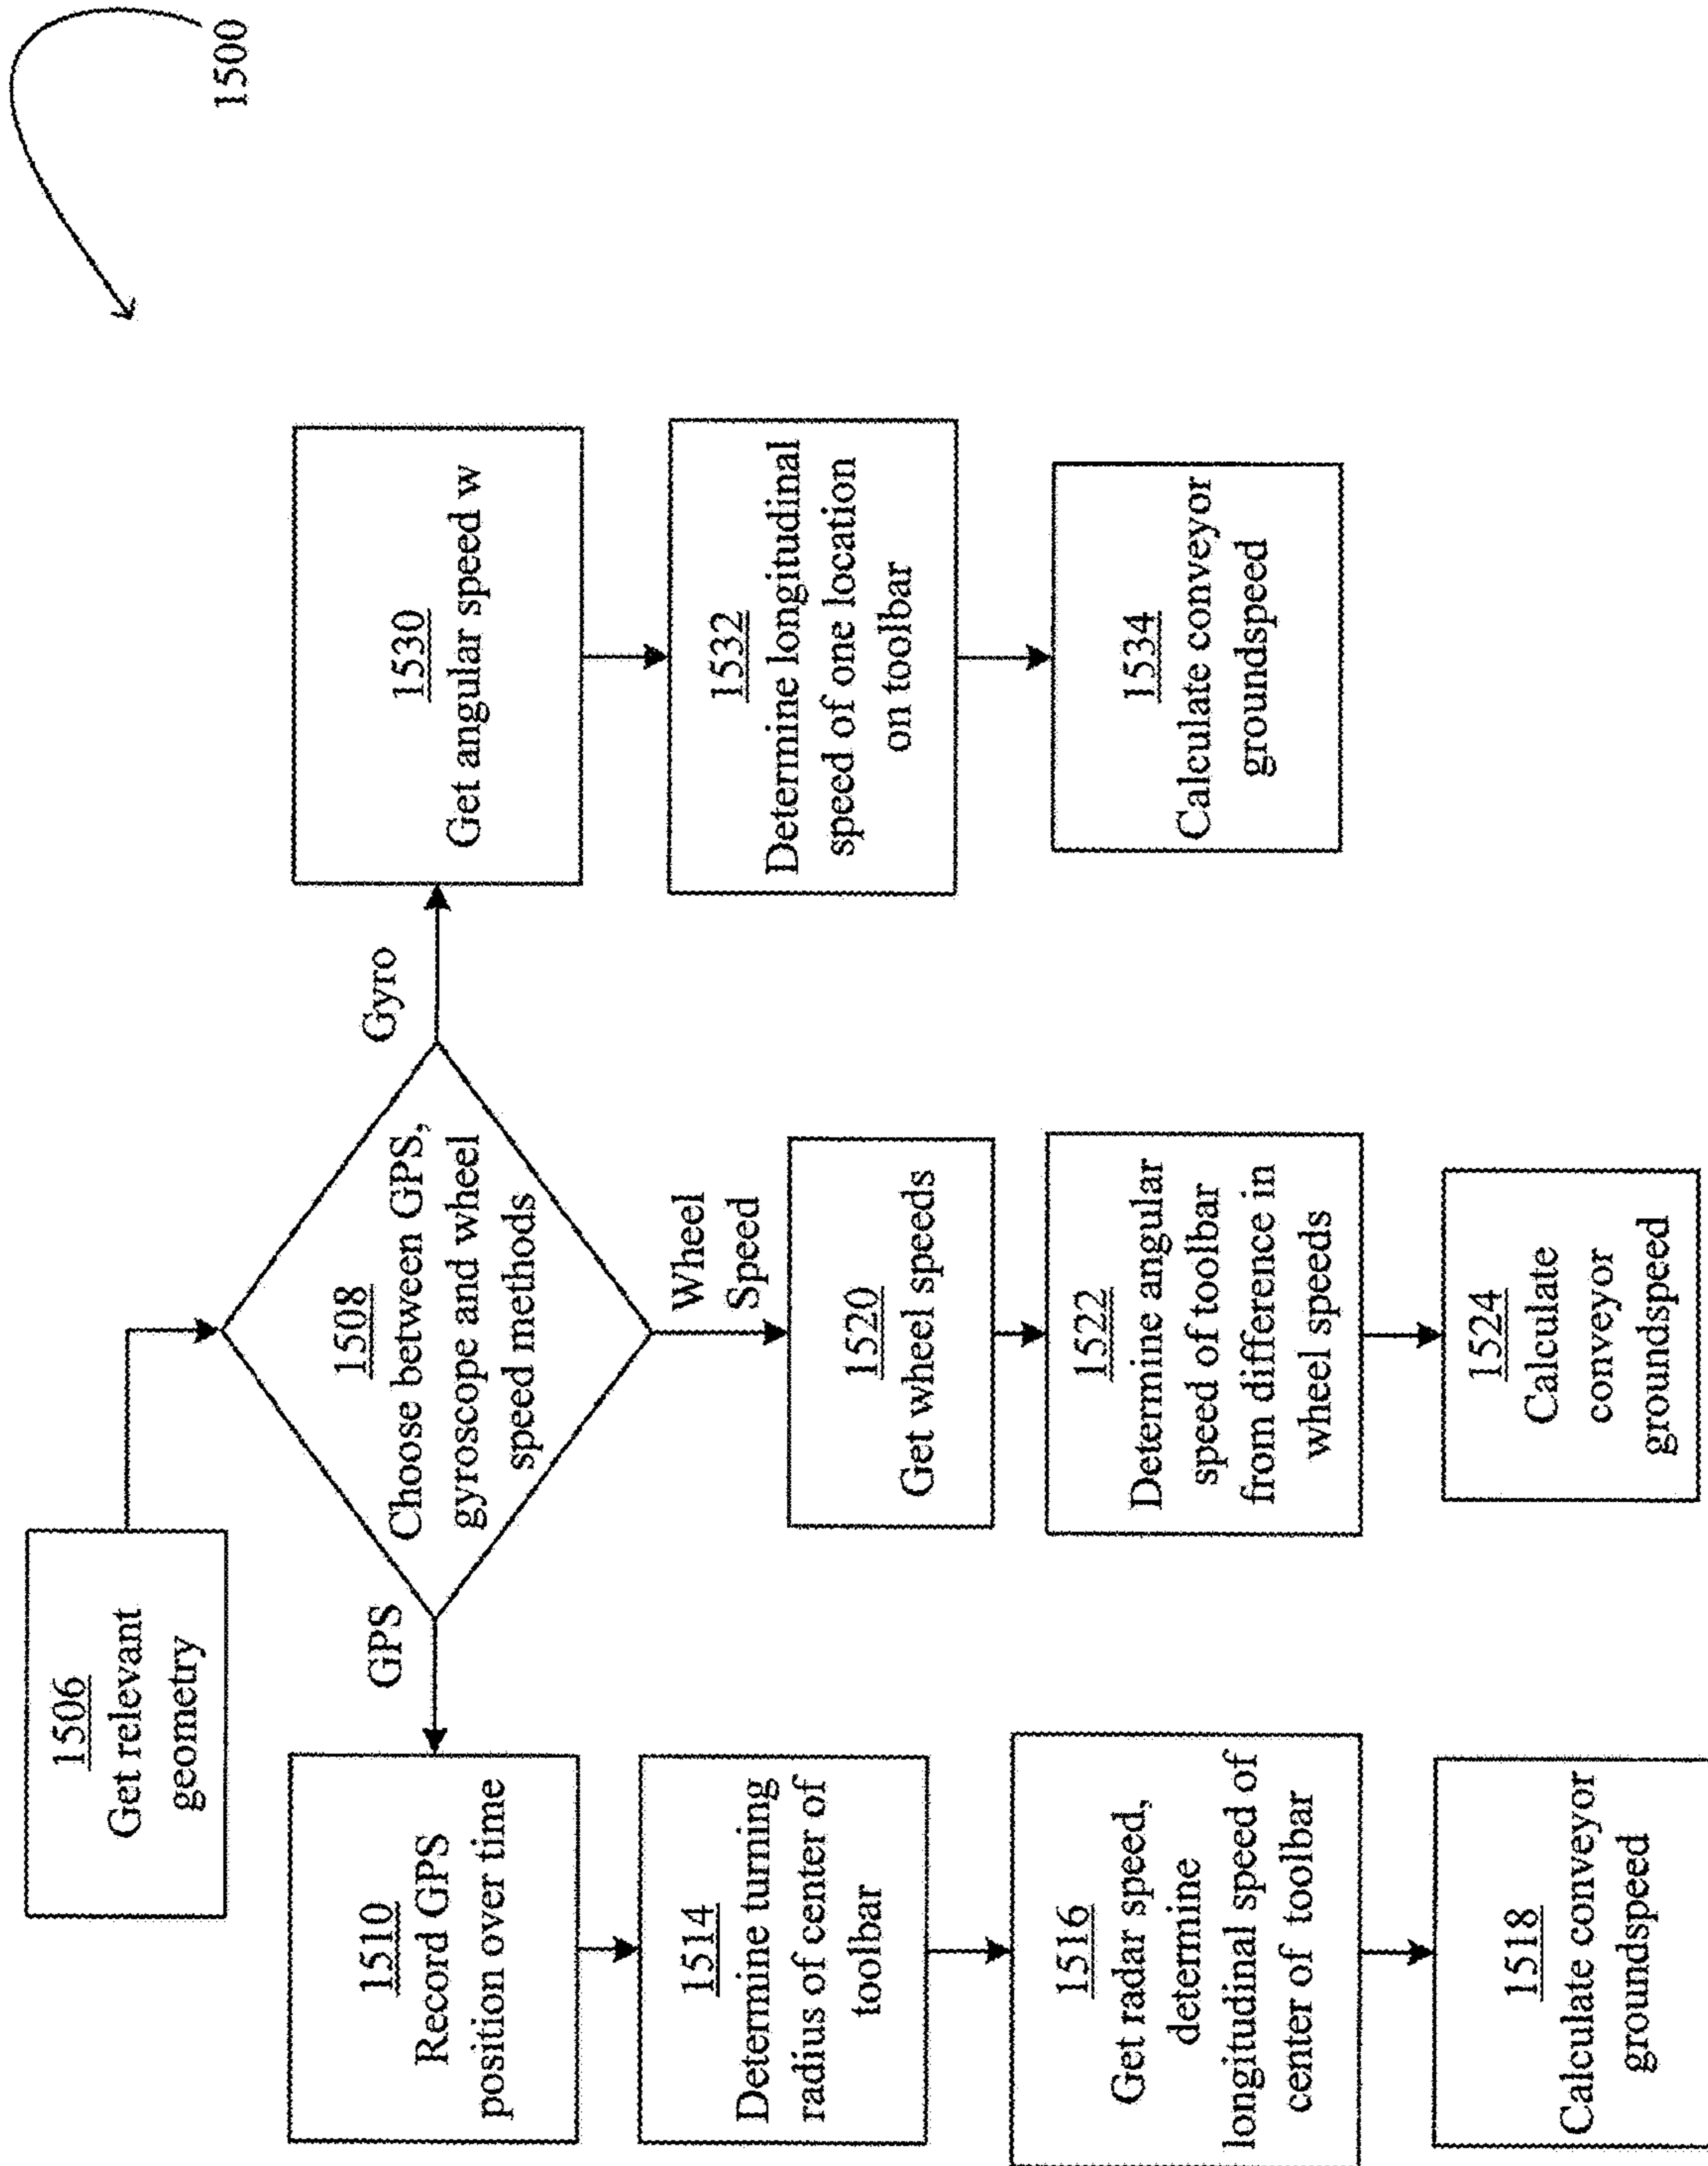 1500
1506
Get relevant
geometry
1508
Choose between GPS,
gyroscope and wheel
speed methods
GPS
Wheel
Speed
Gyro
1510
Record GPS
position over time
1514
Determine turning
radius of center of
toolbar
1516
Get radar speed,
determine
longitudinal speed of
center of toolbar
1518
Calculate conveyor
groundspeed
1520
Get wheel speeds
1522
Determine angular
speed of toolbar
from difference in
wheel speeds
1524
Calculate
conveyor
groundspeed
1530
Get angular speed w
1532
Determine longitudinal
speed of one location
on toolbar
1534
Calculate conveyor
groundspeed